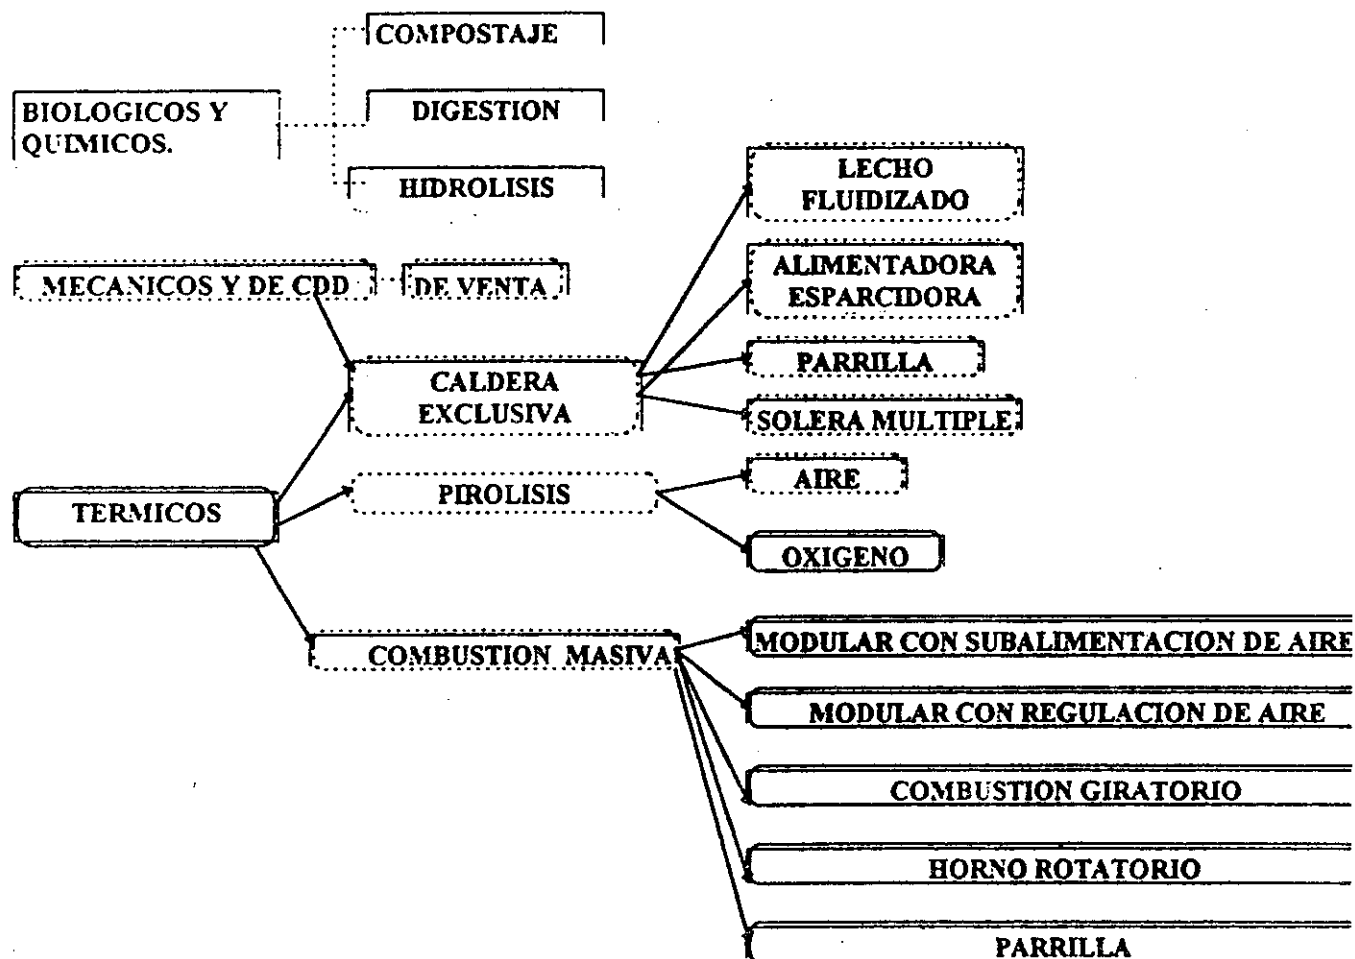 COMPOSTAJE
BIOLOGICOS Y
QUIMICOS.
DIGESTION
HIDROLISIS
LECHO
FLUIDIZADO
MECANICOS Y DE CDD
DE VENTA
ALIMENTADORA
ESPARCIDORA
CALDERA
EXCLUSIVA
PARRILLA
SOLERA MULTIPLE
TERMICOS
PIROLISIS
AIRE
OXIGENO
COMBUSTION MASIVA
MODULAR CON SUBALIMENTACION DE AIRE
MODULAR CON REGULACION DE AIRE
COMBUSTION GIRATORIO
HORNO ROTATORIO
PARRILLA